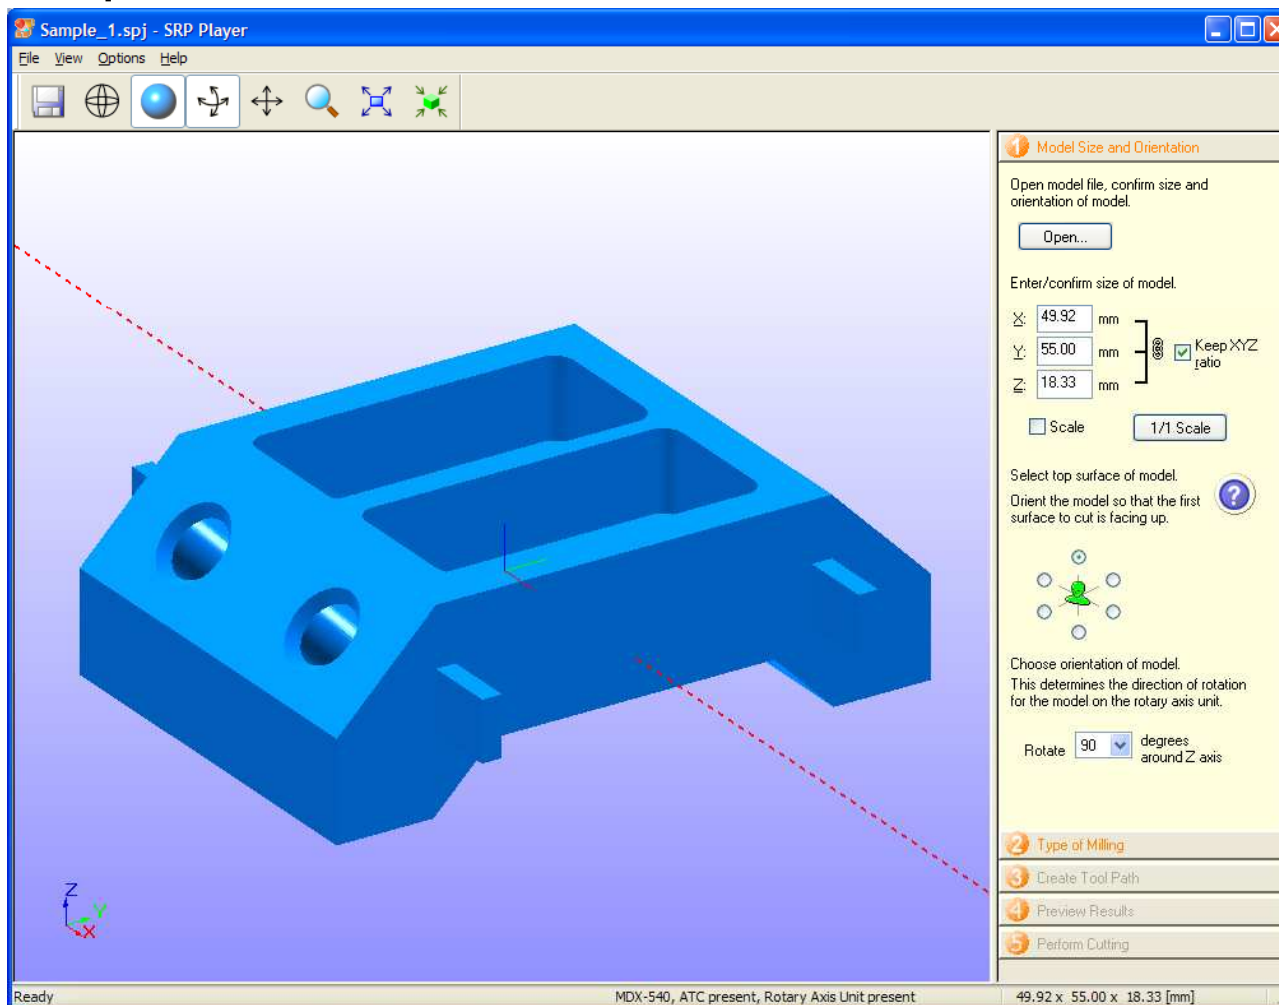 Sample_1.spj - SRP Player
File View Options Help
1 Model Size and Orientation
Open model file, confirm size and
orientation of model.
Open...
Enter/confirm size of model.
X: 49.92 mm
Y: 55.00 mm
Z: 18.33 mm
Keep XYZ
ratio
Scale
1/1 Scale
Select top surface of model.
Orient the model so that the first
surface to cut is facing up.
?
Choose orientation of model.
This determines the direction of rotation
for the model on the rotary axis unit.
Rotate 90 degrees
around Z axis
2 Type of Milling
3 Create Tool Path
4 Preview Results
5 Perform Cutting
Z
Y
X
Ready
MDX-540, ATC present, Rotary Axis Unit present
49.92 x 55.00 x 18.33 [mm]